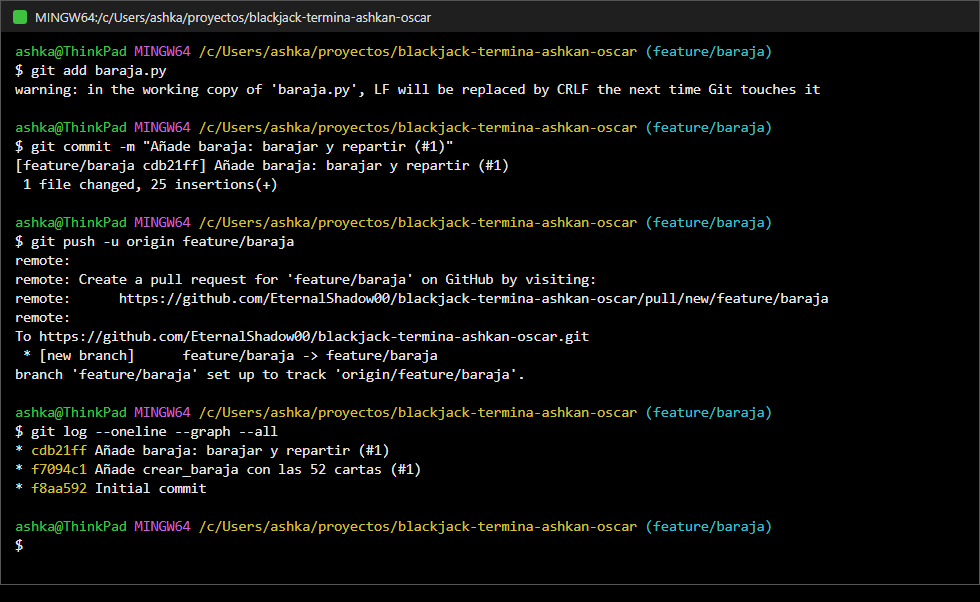 MINGW64:/c/Users/ashka/proyectos/blackjack-termina-ashkan-oscar
ashka@ThinkPad MINGW64 /c/Users/ashka/proyectos/blackjack-termina-ashkan-oscar (feature/baraja)
$ git add baraja.py
warning: in the working copy of 'baraja.py', LF will be replaced by CRLF the next time Git touches it
ashka@ThinkPad MINGW64 /c/Users/ashka/proyectos/blackjack-termina-ashkan-oscar (feature/baraja)
$ git commit -m "Añade baraja: barajar y repartir (#1)"
[feature/baraja cdb21ff] Añade baraja: barajar y repartir (#1)
 1 file changed, 25 insertions(+)
ashka@ThinkPad MINGW64 /c/Users/ashka/proyectos/blackjack-termina-ashkan-oscar (feature/baraja)
$ git push -u origin feature/baraja
remote:
remote: Create a pull request for 'feature/baraja' on GitHub by visiting:
remote:      https://github.com/EternalShadow00/blackjack-termina-ashkan-oscar/pull/new/feature/baraja
remote:
To https://github.com/EternalShadow00/blackjack-termina-ashkan-oscar.git
 * [new branch]      feature/baraja -> feature/baraja
branch 'feature/baraja' set up to track 'origin/feature/baraja'.
ashka@ThinkPad MINGW64 /c/Users/ashka/proyectos/blackjack-termina-ashkan-oscar (feature/baraja)
$ git log --oneline --graph --all
* cdb21ff Añade baraja: barajar y repartir (#1)
* f7094c1 Añade crear_baraja con las 52 cartas (#1)
* f8aa592 Initial commit
ashka@ThinkPad MINGW64 /c/Users/ashka/proyectos/blackjack-termina-ashkan-oscar (feature/baraja)
$